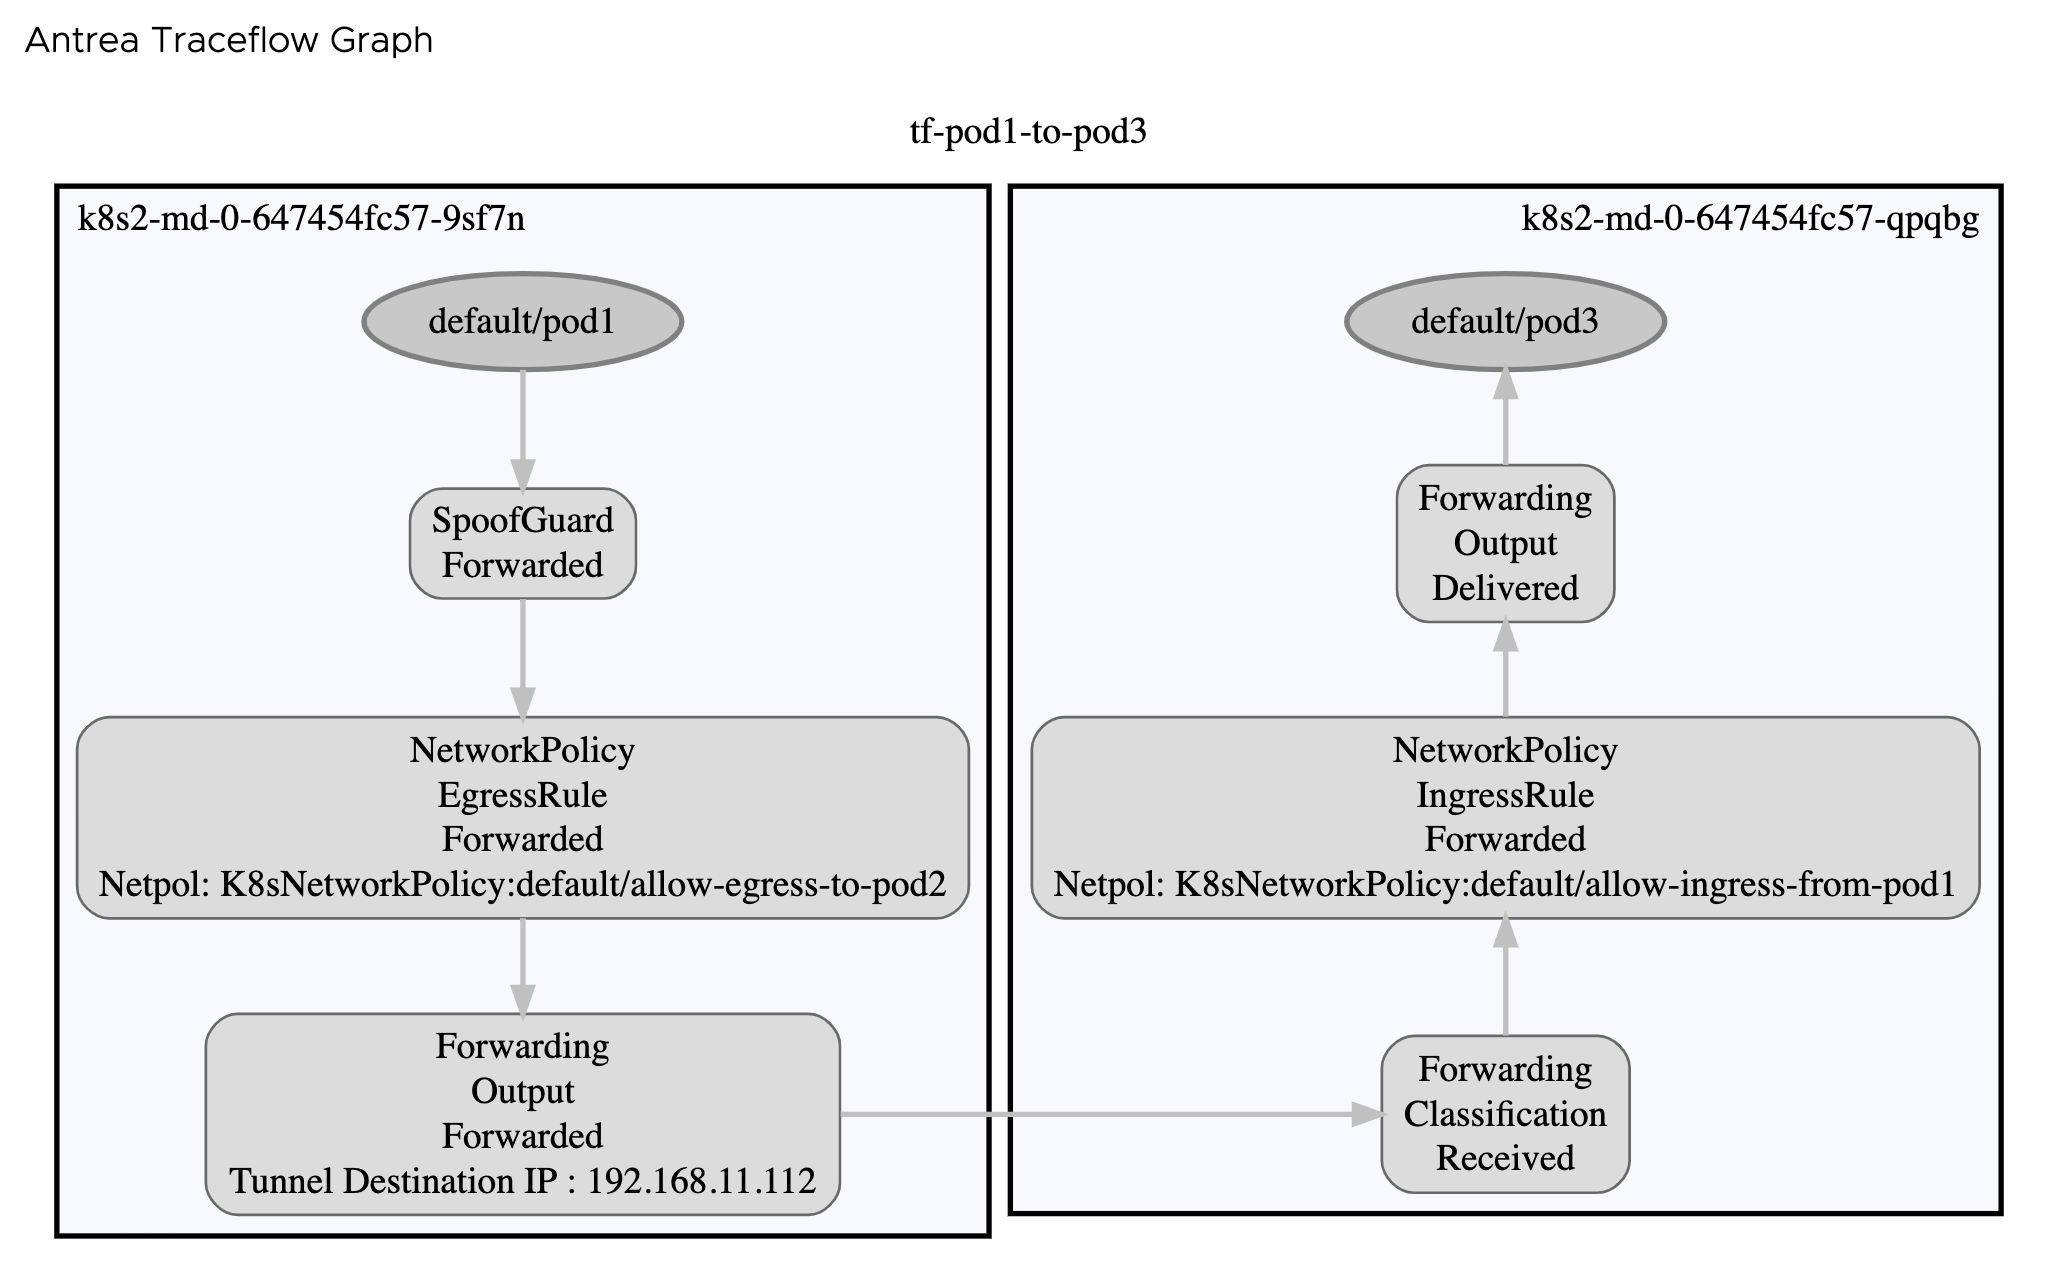 Antrea Traceflow Graph
tf-pod1-to-pod3
k8s2-md-0-647454fc57-9sf7n
default/pod1
SpoofGuard
Forwarded
NetworkPolicy
EgressRule
Forwarded
Netpol: K8sNetworkPolicy:default/allow-egress-to-pod2
Forwarding
Output
Forwarded
Tunnel Destination IP : 192.168.11.112
k8s2-md-0-647454fc57-qpqbg
default/pod3
Forwarding
Output
Delivered
NetworkPolicy
IngressRule
Forwarded
Netpol: K8sNetworkPolicy:default/allow-ingress-from-pod1
Forwarding
Classification
Received